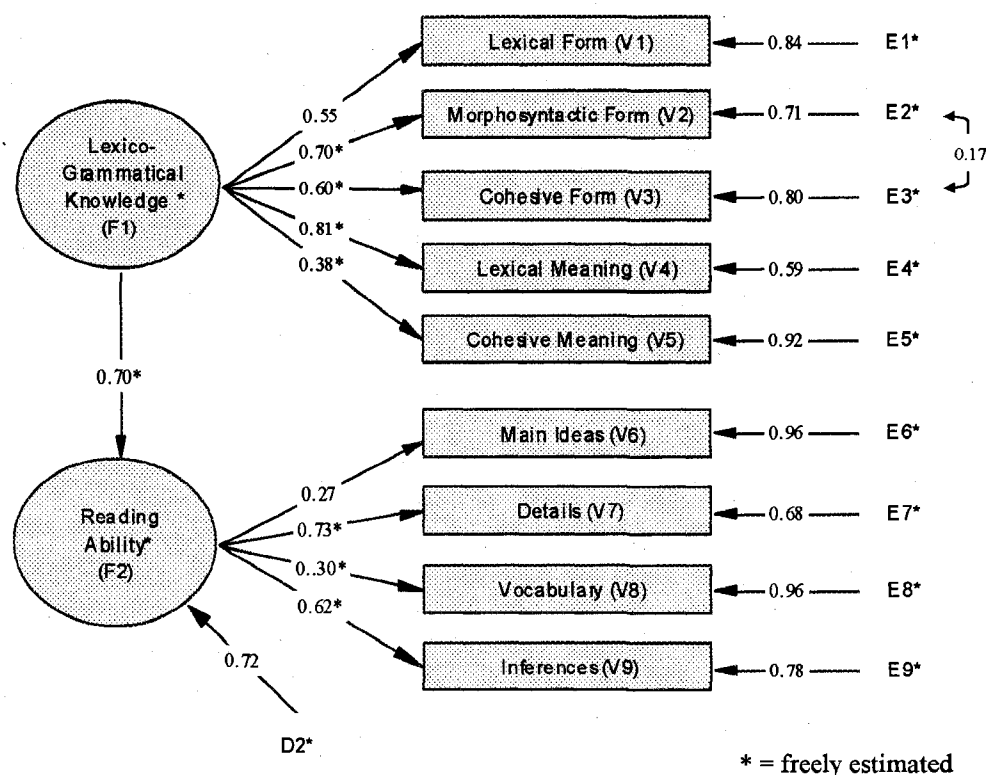 Lexical Form (V1)
0.84
E1*
0.55
Morphosyntactic Form (V2)
0.71
E2*
Lexico-
Grammatical
Knowledge *
(F1)
0.70*
0.17
0.60*
Cohesive Form (V3)
0.80
E3*
0.81*
0.38*
Lexical Meaning (V4)
0.59
E4*
Cohesive Meaning (V5)
0.92
E5*
0.70*
Main Ideas (V6)
0.96
E6*
0.27
Reading
Ability*
(F2)
0.73*
Details (V7)
0.68
E7*
0.30*
Vocabulary (V8)
0.96
E8*
0.62*
Inferences (V9)
0.78
E9*
0.72
D2*
* = freely estimated